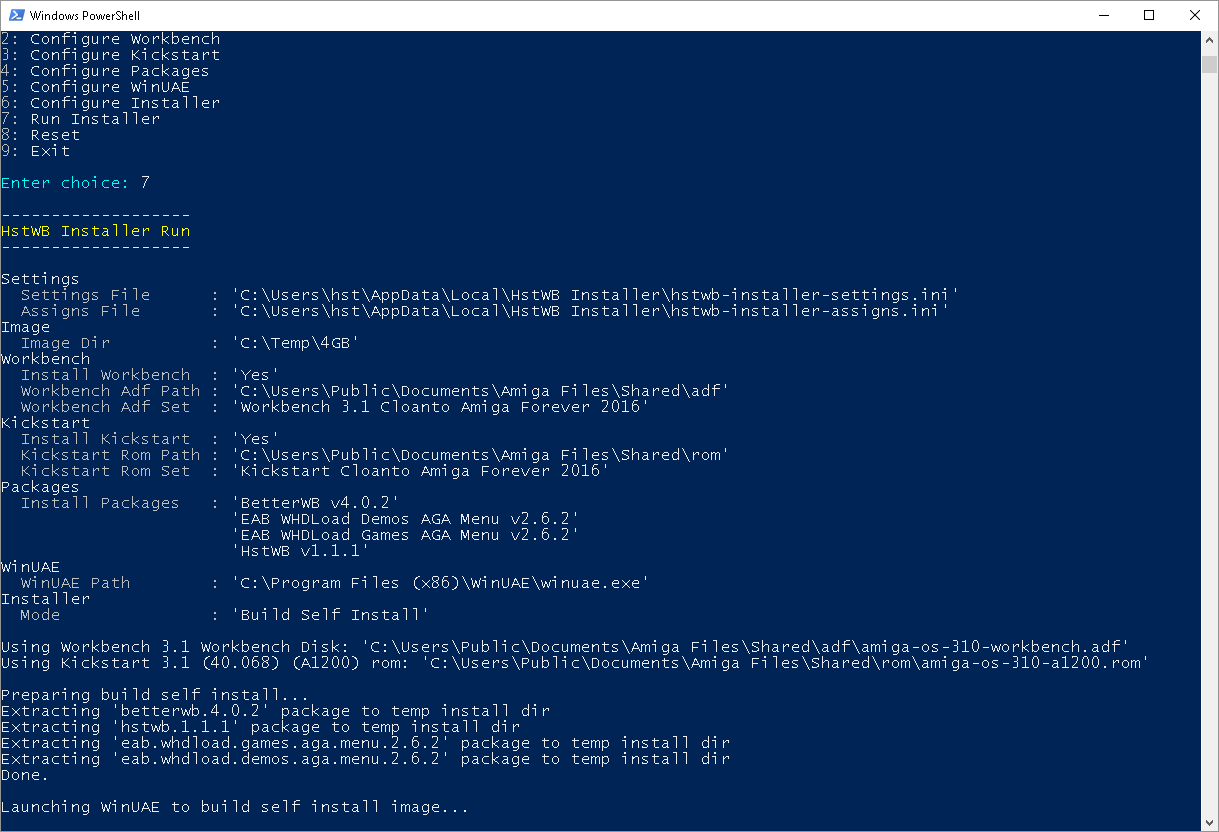 Windows PowerShell
2: Configure Workbench
3: Configure Kickstart
4: Configure Packages
5: Configure WinUAE
6: Configure Installer
7: Run Installer
8: Reset
9: Exit
Enter choice: 7
-------------------
HstWB Installer Run
-------------------
Settings
  Settings File      : 'C:\Users\hst\AppData\Local\HstWB Installer\hstwb-installer-settings.ini'
  Assigns File       : 'C:\Users\hst\AppData\Local\HstWB Installer\hstwb-installer-assigns.ini'
Image
  Image Dir          : 'C:\Temp\4GB'
Workbench
  Install Workbench  : 'Yes'
  Workbench Adf Path : 'C:\Users\Public\Documents\Amiga Files\Shared\adf'
  Workbench Adf Set  : 'Workbench 3.1 Cloanto Amiga Forever 2016'
Kickstart
  Install Kickstart  : 'Yes'
  Kickstart Rom Path : 'C:\Users\Public\Documents\Amiga Files\Shared\rom'
  Kickstart Rom Set  : 'Kickstart Cloanto Amiga Forever 2016'
Packages
  Install Packages   : 'BetterWB v4.0.2'
                       'EAB WHDLoad Demos AGA Menu v2.6.2'
                       'EAB WHDLoad Games AGA Menu v2.6.2'
                       'HstWB v1.1.1'
WinUAE
  WinUAE Path        : 'C:\Program Files (x86)\WinUAE\winuae.exe'
Installer
  Mode               : 'Build Self Install'
Using Workbench 3.1 Workbench Disk: 'C:\Users\Public\Documents\Amiga Files\Shared\adf\amiga-os-310-workbench.adf'
Using Kickstart 3.1 (40.068) (A1200) rom: 'C:\Users\Public\Documents\Amiga Files\Shared\rom\amiga-os-310-a1200.rom'
Preparing build self install...
Extracting 'betterwb.4.0.2' package to temp install dir
Extracting 'hstwb.1.1.1' package to temp install dir
Extracting 'eab.whdload.games.aga.menu.2.6.2' package to temp install dir
Extracting 'eab.whdload.demos.aga.menu.2.6.2' package to temp install dir
Done.
Launching WinUAE to build self install image...